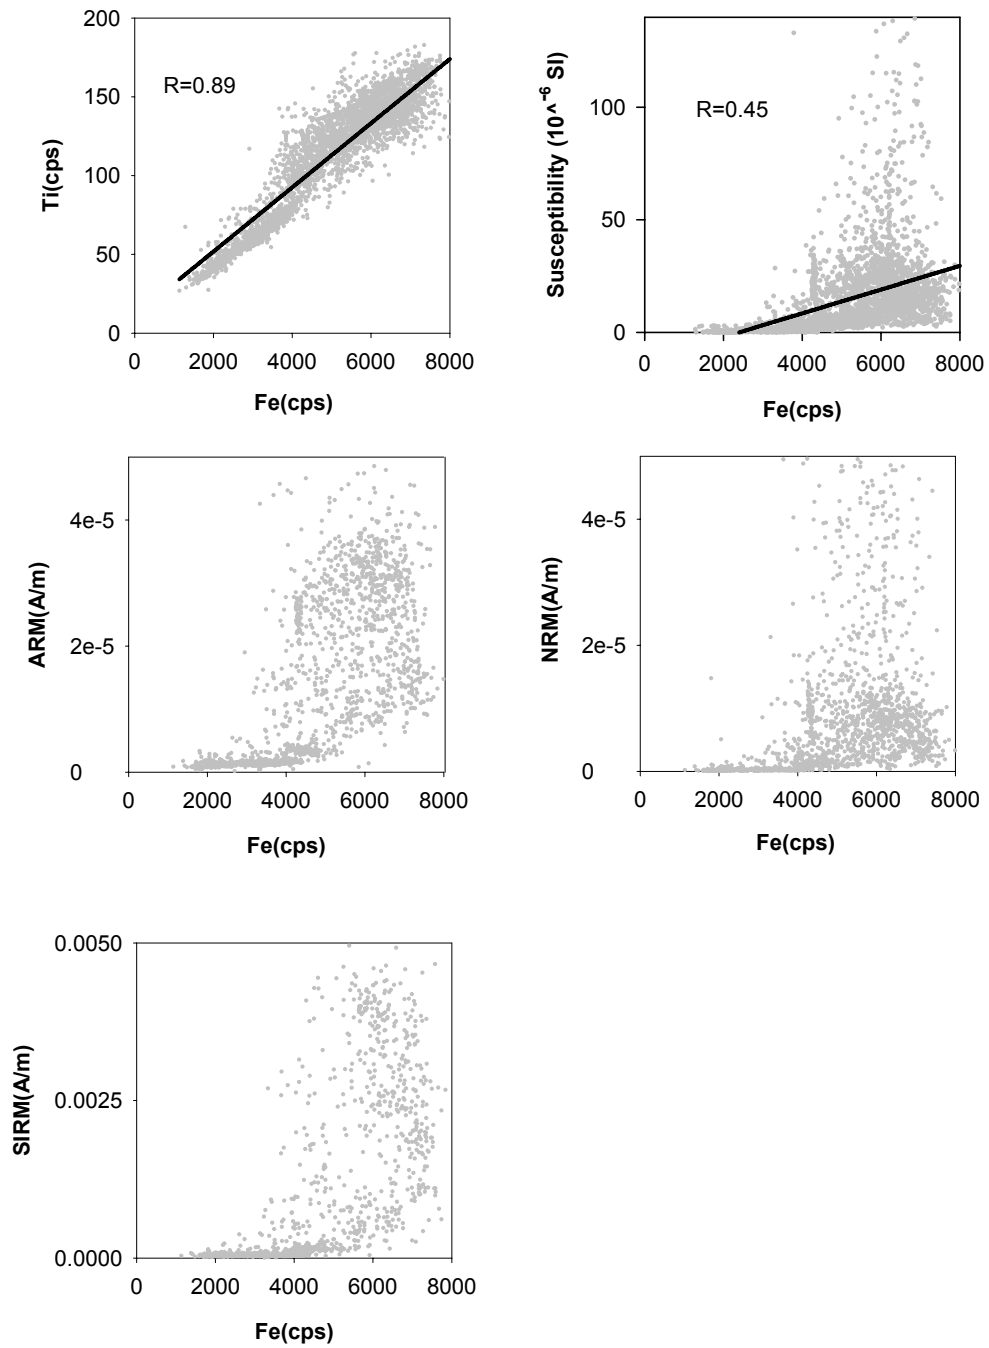 200
150
100
50
0
Ti(cps)
R=0.89
0 2000 4000 6000 8000
Fe(cps)
100
50
0
Susceptibility (10^⁻⁶ SI)
R=0.45
0 2000 4000 6000 8000
Fe(cps)
4e-5
2e-5
0
ARM(A/m)
0 2000 4000 6000 8000
Fe(cps)
4e-5
2e-5
0
NRM(A/m)
0 2000 4000 6000 8000
Fe(cps)
0.0050
0.0025
0.0000
SIRM(A/m)
0 2000 4000 6000 8000
Fe(cps)